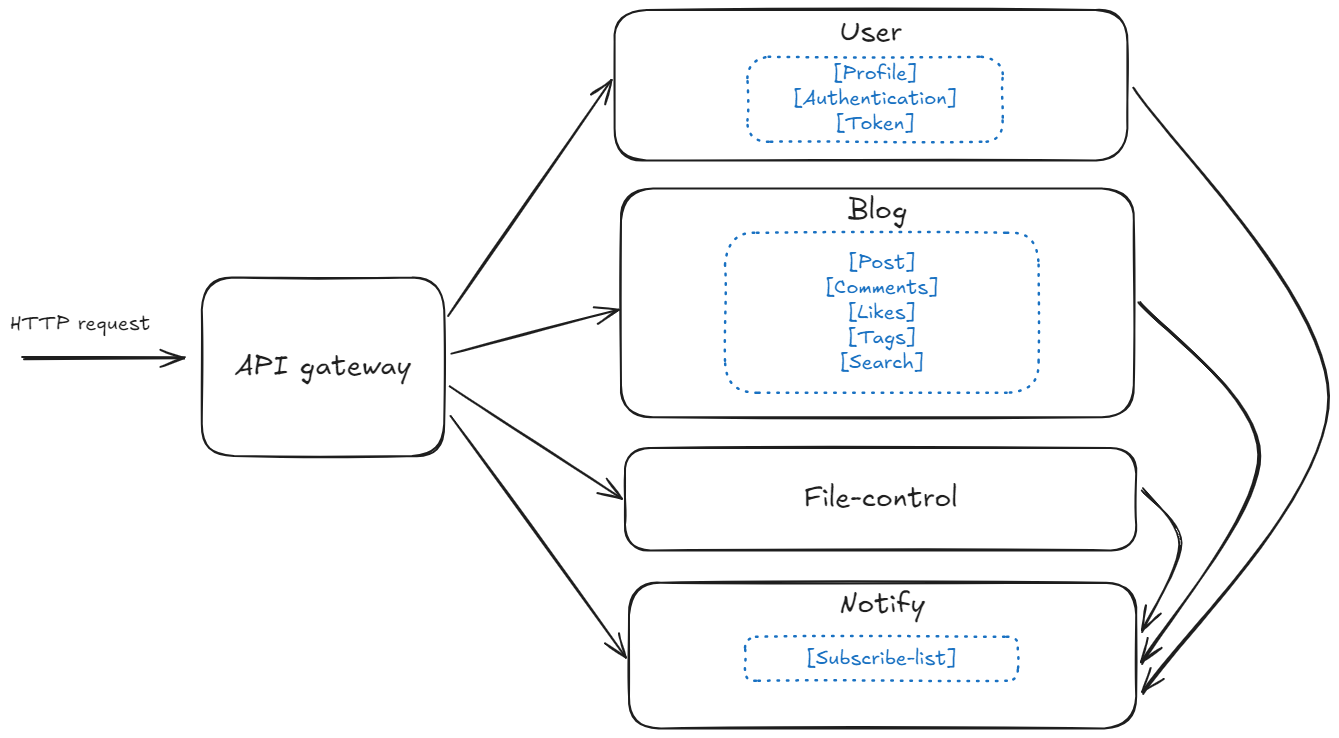 User
[Profile]
[Authentication]
[Token]
Blog
[Post]
[Comments]
[Likes]
[Tags]
[Search]
HTTP request
API gateway
File-control
Notify
[Subscribe-list]